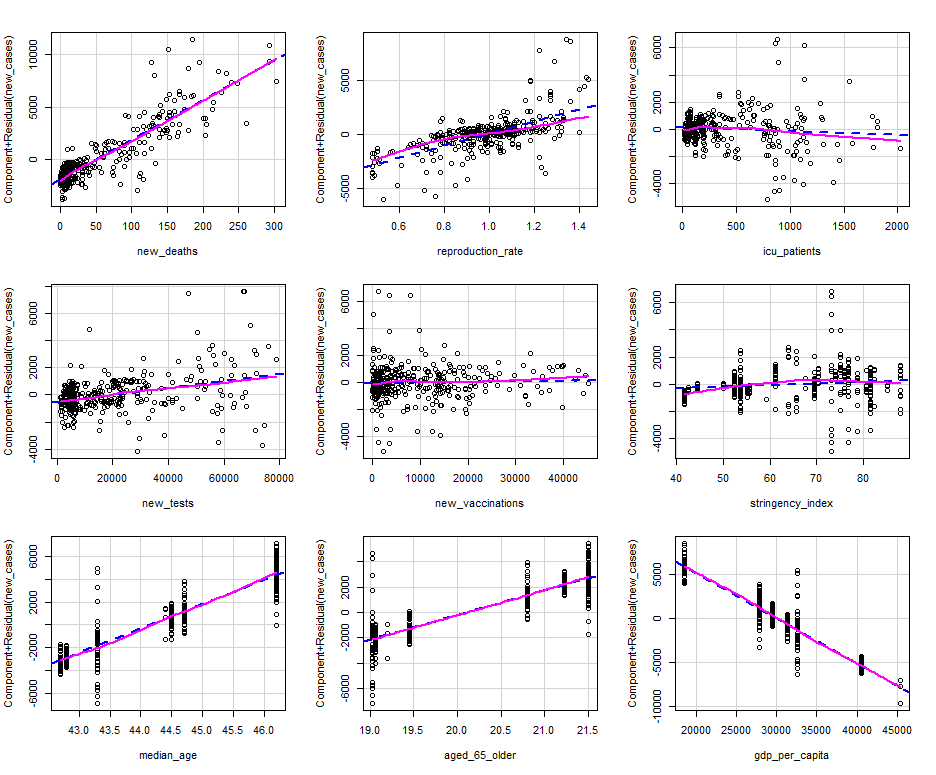 Component+Residual(new_cases)
10000
5000
0
0 50 100 150 200 250 300
new_deaths
Component+Residual(new_cases)
5000
0
-5000
0.6 0.8 1.0 1.2 1.4
reproduction_rate
Component+Residual(new_cases)
6000
2000
0
-4000
0 500 1000 1500 2000
icu_patients
Component+Residual(new_cases)
6000
2000
0
-4000
0 20000 40000 60000 80000
new_tests
Component+Residual(new_cases)
6000
2000
0
-4000
0 10000 20000 30000 40000
new_vaccinations
Component+Residual(new_cases)
6000
2000
0
-4000
40 50 60 70 80
stringency_index
Component+Residual(new_cases)
6000
2000
-2000
-6000
43.0 43.5 44.0 44.5 45.0 45.5 46.0
median_age
Component+Residual(new_cases)
2000
0
-2000
-6000
19.0 19.5 20.0 20.5 21.0 21.5
aged_65_older
Component+Residual(new_cases)
5000
0
-5000
-10000
20000 25000 30000 35000 40000 45000
gdp_per_capita